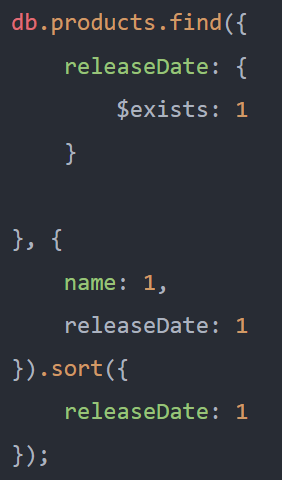 db.products.find({
    releaseDate: {
        $exists: 1
    }

}, {
    name: 1,
    releaseDate: 1
}).sort({
    releaseDate: 1
});